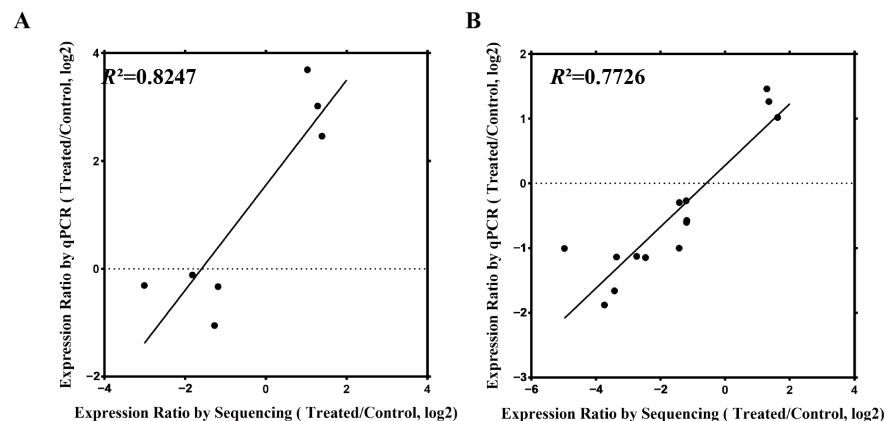 A
B
R²=0.8247
Expression Ratio by qPCR ( Treated/Control, log2)
4
2
0
−2
−4
−2
0
2
4
Expression Ratio by Sequencing ( Treated/Control, log2)
R²=0.7726
Expression Ratio by qPCR ( Treated/Control, log2)
2
1
0
−1
−2
−3
−6
−4
−2
0
2
4
Expression Ratio by Sequencing ( Treated/Control, log2)